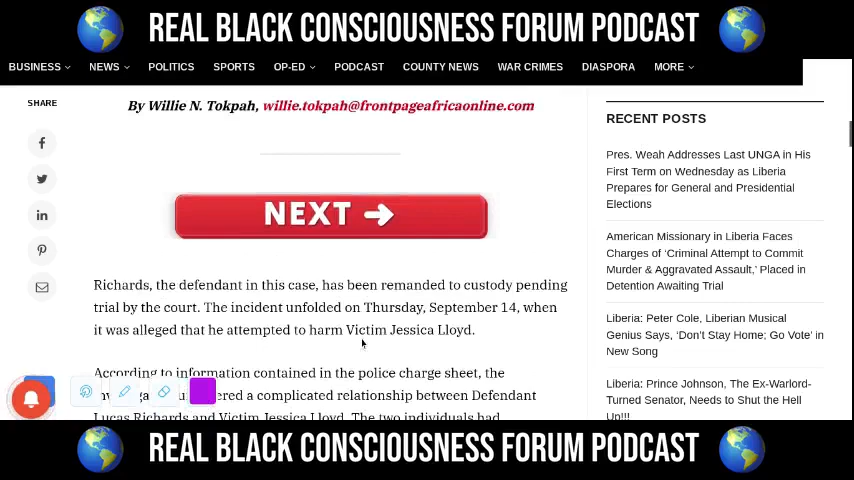 REAL BLACK CONSCIOUSNESS FORUM PODCAST
BUSINESS NEWS POLITICS SPORTS OP-ED PODCAST COUNTY NEWS WAR CRIMES DIASPORA MORE
SHARE
By Willie N. Tokpah, willie.tokpah@frontpageafricaonline.com
NEXT
Richards, the defendant in this case, has been remanded to custody pending
trial by the court. The incident unfolded on Thursday, September 14, when
it was alleged that he attempted to harm Victim Jessica Lloyd.
According to information contained in the police charge sheet, the
ered a complicated relationship between Defendant
Lucas Richards and Victim Jessica Lloyd. The two individuals had
RECENT POSTS
Pres. Weah Addresses Last UNGA in His
First Term on Wednesday as Liberia
Prepares for General and Presidential
Elections
American Missionary in Liberia Faces
Charges of ‘Criminal Attempt to Commit
Murder & Aggravated Assault,’ Placed in
Detention Awaiting Trial
Liberia: Peter Cole, Liberian Musical
Genius Says, ‘Don’t Stay Home; Go Vote’ in
New Song
Liberia: Prince Johnson, The Ex-Warlord-
Turned Senator, Needs to Shut the Hell
Up!!!
REAL BLACK CONSCIOUSNESS FORUM PODCAST